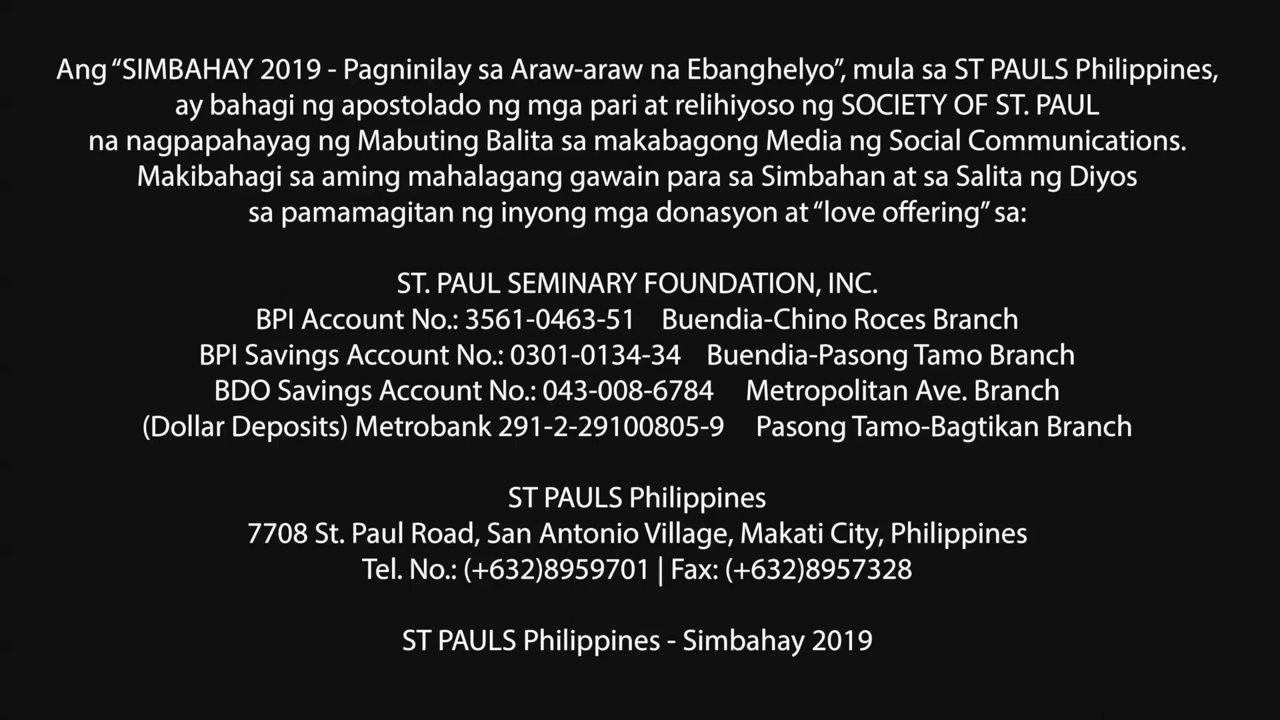 Ang “SIMBAHAY 2019 - Pagninilay sa Araw-araw na Ebanghelyo”, mula sa ST PAULS Philippines,
ay bahagi ng apostolado ng mga pari at relihiyoso ng SOCIETY OF ST. PAUL
na nagpapahayag ng Mabuting Balita sa makabagong Media ng Social Communications.
Makibahagi sa aming mahalagang gawain para sa Simbahan at sa Salita ng Diyos
sa pamamagitan ng inyong mga donasyon at “love offering” sa:
ST. PAUL SEMINARY FOUNDATION, INC.
BPI Account No.: 3561-0463-51 Buendia-Chino Roces Branch
BPI Savings Account No.: 0301-0134-34 Buendia-Pasong Tamo Branch
BDO Savings Account No.: 043-008-6784 Metropolitan Ave. Branch
(Dollar Deposits) Metrobank 291-2-29100805-9 Pasong Tamo-Bagtikan Branch
ST PAULS Philippines
7708 St. Paul Road, San Antonio Village, Makati City, Philippines
Tel. No.: (+632)8959701 | Fax: (+632)8957328
ST PAULS Philippines - Simbahay 2019